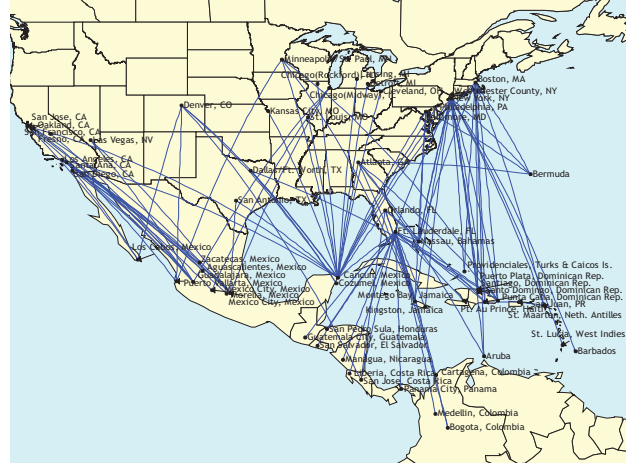 Minneapolis/St. Paul, MN
Chicago(Rockford), IL
Lansing, MI
Boston, MA
Cleveland, OH
Westchester County, NY
Chicago(Midway), IL
New York, NY
Denver, CO
Philadelphia, PA
Kansas City, MO
St. Louis, MO
Baltimore, MD
San Jose, CA
Oakland, CA
San Francisco, CA
Fresno, CA
Las Vegas, NV
Los Angeles, CA
Santa Ana, CA
San Diego, CA
Atlanta, GA
Dallas/Ft. Worth, TX
Bermuda
San Antonio, TX
Orlando, FL
Ft. Lauderdale, FL
Nassau, Bahamas
Los Cabos, Mexico
Zacatecas, Mexico
Aguascalientes, Mexico
Guadalajara, Mexico
Puerto Vallarta, Mexico
Mexico City, Mexico
Morelia, Mexico
Mexico City, Mexico
Cancun, Mexico
Cozumel, Mexico
Providenciales, Turks & Caicos Is.
Puerto Plata, Dominican Rep.
Santiago, Dominican Rep.
Santo Domingo, Dominican Rep.
Punta Cana, Dominican Rep.
Montego Bay, Jamaica
Kingston, Jamaica
Pt. Au Prince, Haiti
San Juan, PR
St. Maarten, Neth. Antilles
St. Lucia, West Indies
San Pedro Sula, Honduras
Guatemala City, Guatemala
San Salvador, El Salvador
Managua, Nicaragua
Aruba
Barbados
Liberia, Costa Rica
San Jose, Costa Rica
Cartagena, Colombia
Panama City, Panama
Medellin, Colombia
Bogota, Colombia